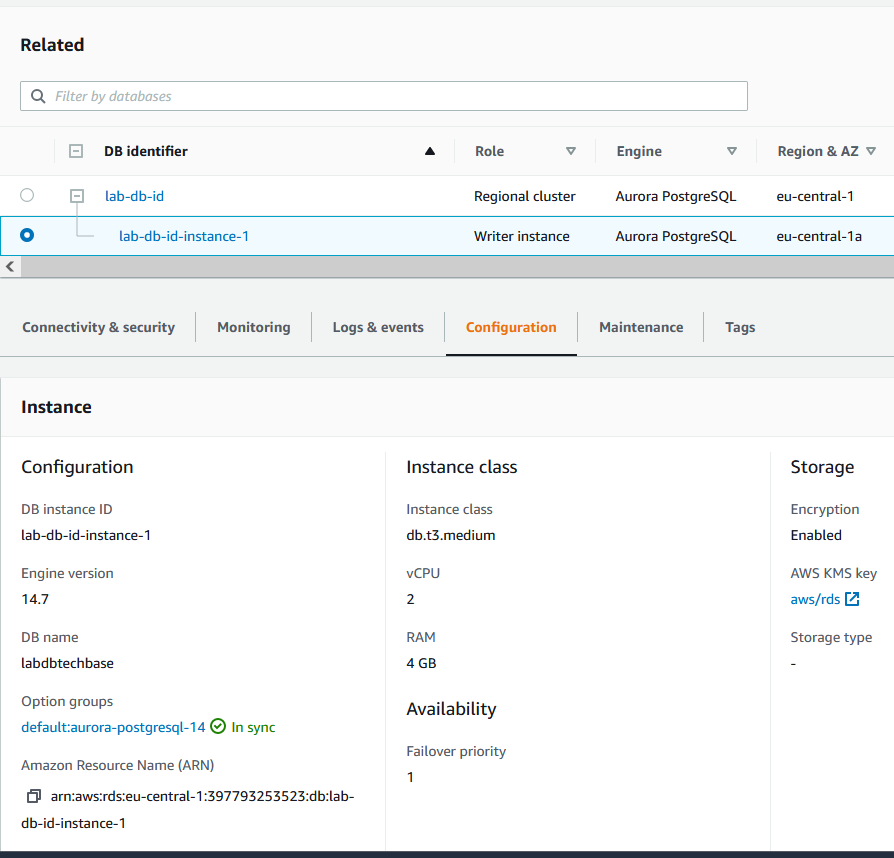 Related
Filter by databases
DB identifier Role Engine Region & AZ
lab-db-id Regional cluster Aurora PostgreSQL eu-central-1
lab-db-id-instance-1 Writer instance Aurora PostgreSQL eu-central-1a
Connectivity & security Monitoring Logs & events Configuration Maintenance Tags
Instance
Configuration
DB instance ID
lab-db-id-instance-1
Engine version
14.7
DB name
labdbtechbase
Option groups
default:aurora-postgresql-14 In sync
Amazon Resource Name (ARN)
arn:aws:rds:eu-central-1:397793253523:db:lab-
db-id-instance-1
Instance class
Instance class
db.t3.medium
vCPU
2
RAM
4 GB
Availability
Failover priority
1
Storage
Encryption
Enabled
AWS KMS key
aws/rds
Storage type
-